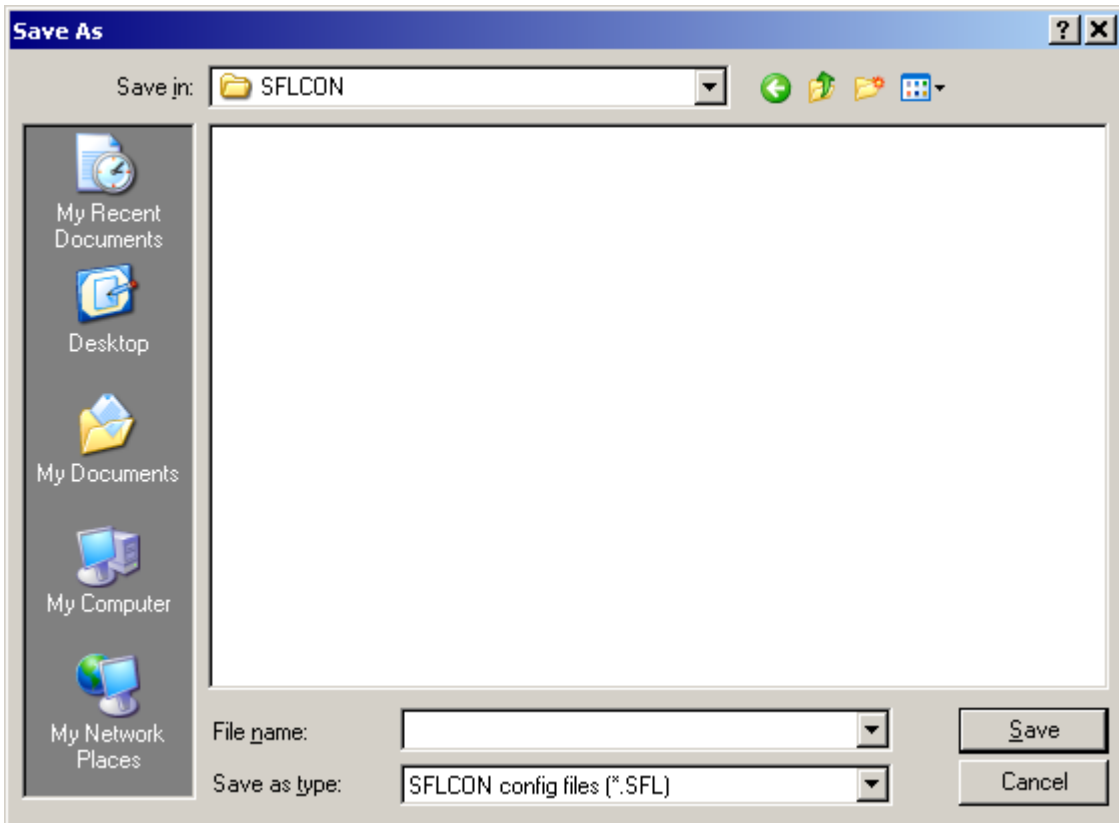 Save As
Save in:
SFLCON
My Recent
Documents
Desktop
My Documents
My Computer
My Network
Places
File name:
Save
Save as type:
SFLCON config files (*.SFL)
Cancel